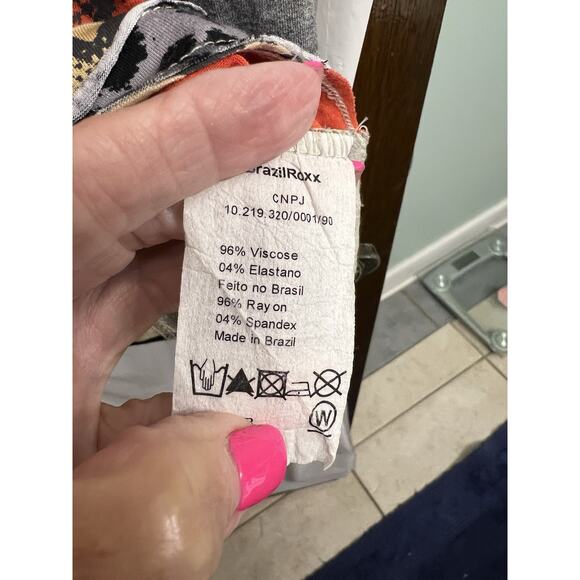 BrazilRoxx
CNPJ
10.219.320/0001/90
96% Viscose
04% Elastano
Feito no Brasil
96% Rayon
04% Spandex
Made in Brazil
W